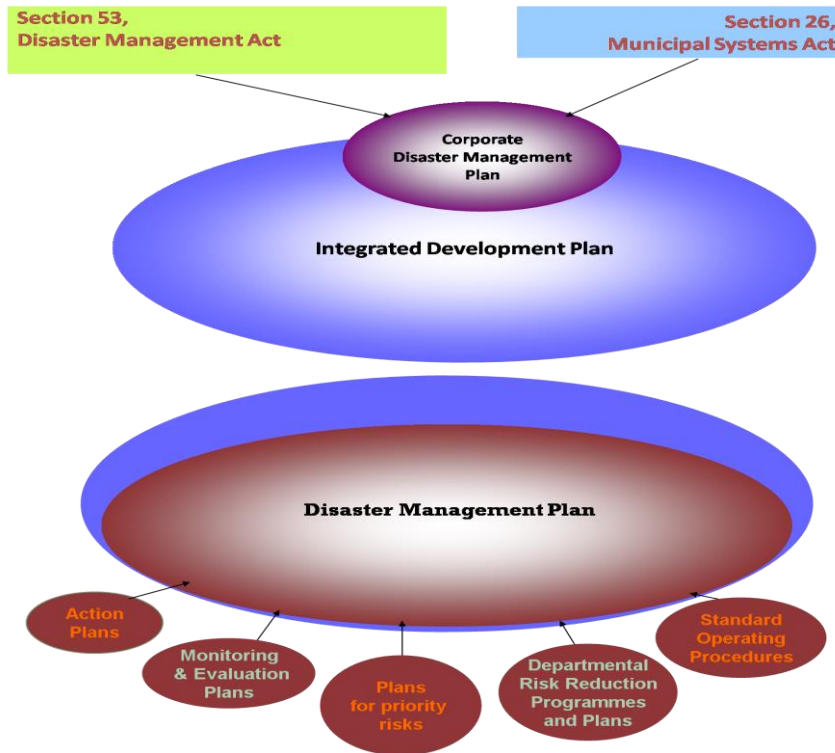 Section 53,
Disaster Management Act
Section 26,
Municipal Systems Act
Corporate
Disaster Management
Plan
Integrated Development Plan
Disaster Management Plan
Action
Plans
Monitoring
& Evaluation
Plans
Plans
for priority
risks
Departmental
Risk Reduction
Programmes
and Plans
Standard
Operating
Procedures